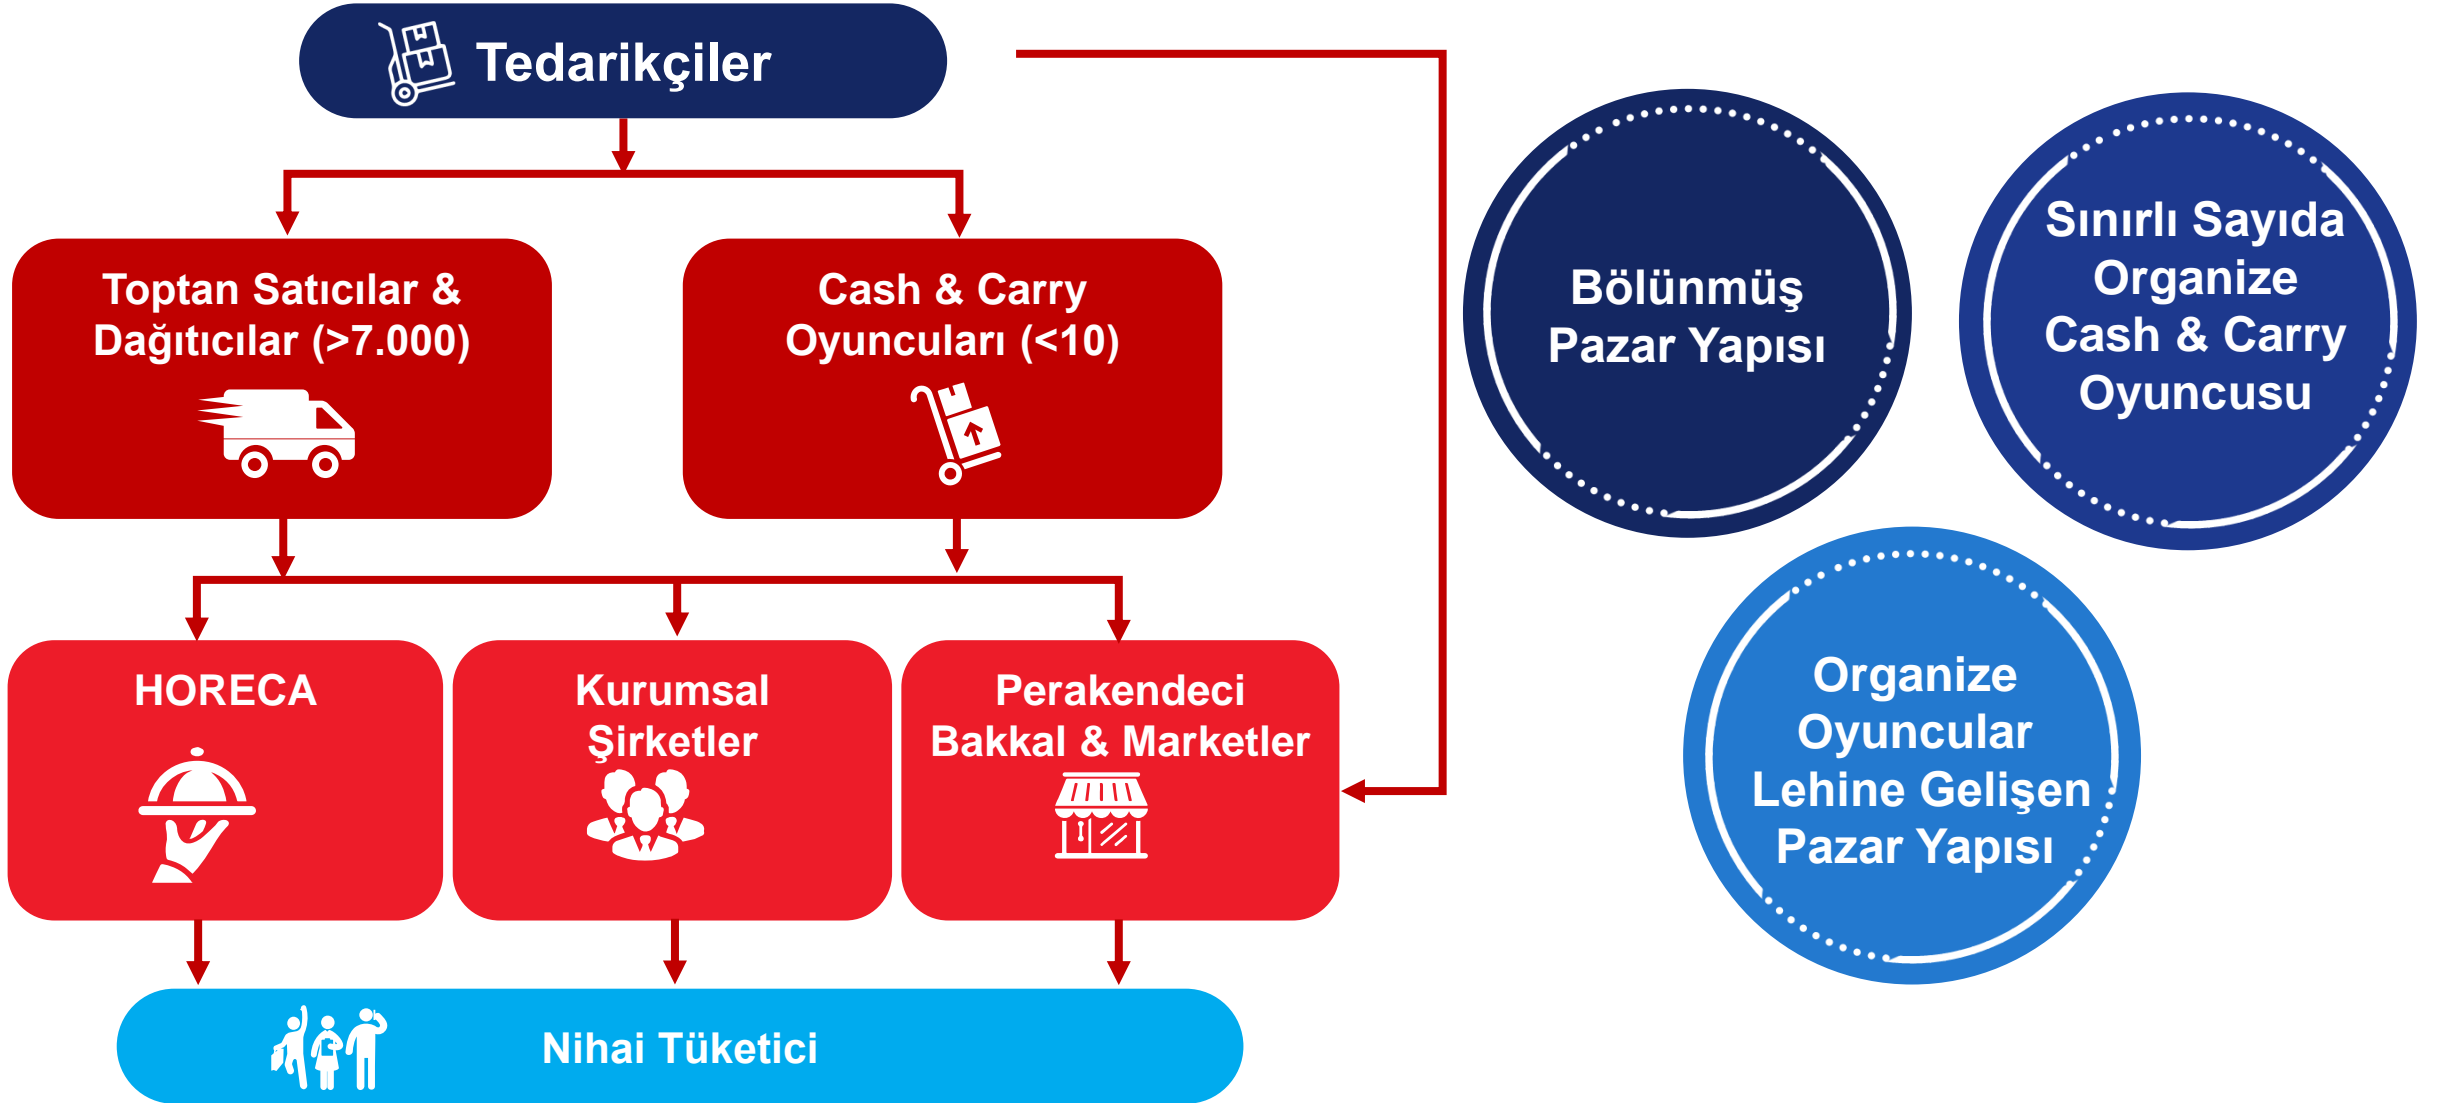 Tedarikçiler
Toptan Satıcılar &
Dağıtıcılar (>7.000)
Cash & Carry
Oyuncuları (<10)
HORECA
Kurumsal
Şirketler
Perakendeci
Bakkal & Marketler
Nihai Tüketici
Bölünmüş
Pazar Yapısı
Sınırlı Sayıda
Organize
Cash & Carry
Oyuncusu
Organize
Oyuncular
Lehine Gelişen
Pazar Yapısı